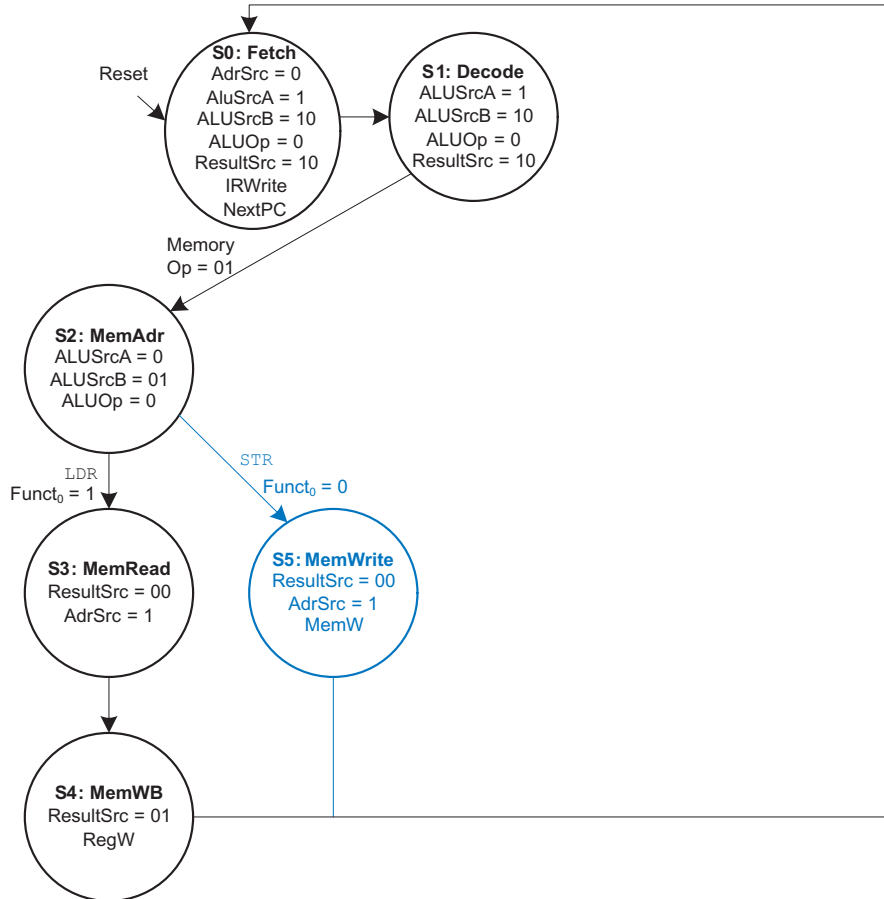 Reset
S0: Fetch
AdrSrc = 0
AluSrcA = 1
ALUSrcB = 10
ALUOp = 0
ResultSrc = 10
IRWrite
NextPC
S1: Decode
ALUSrcA = 1
ALUSrcB = 10
ALUOp = 0
ResultSrc = 10
Memory
Op = 01
S2: MemAdr
ALUSrcA = 0
ALUSrcB = 01
ALUOp = 0
LDR
Funct₀ = 1
STR
Funct₀ = 0
S3: MemRead
ResultSrc = 00
AdrSrc = 1
S5: MemWrite
ResultSrc = 00
AdrSrc = 1
MemW
S4: MemWB
ResultSrc = 01
RegW